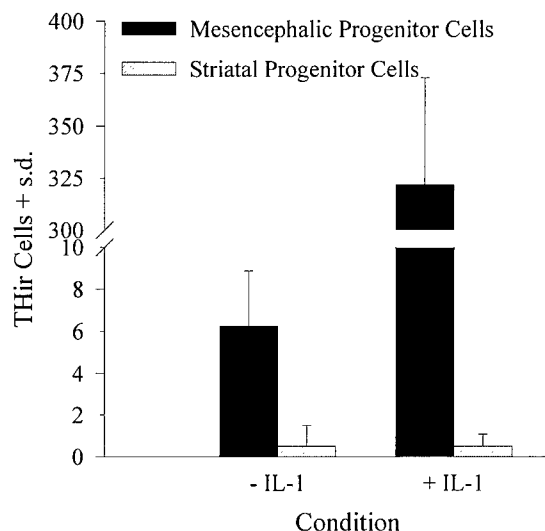 400
Mesencephalic Progenitor Cells
375
Striatal Progenitor Cells
350
325
300
10
8
6
4
2
0
THir Cells + s.d.
- IL-1
+ IL-1
Condition